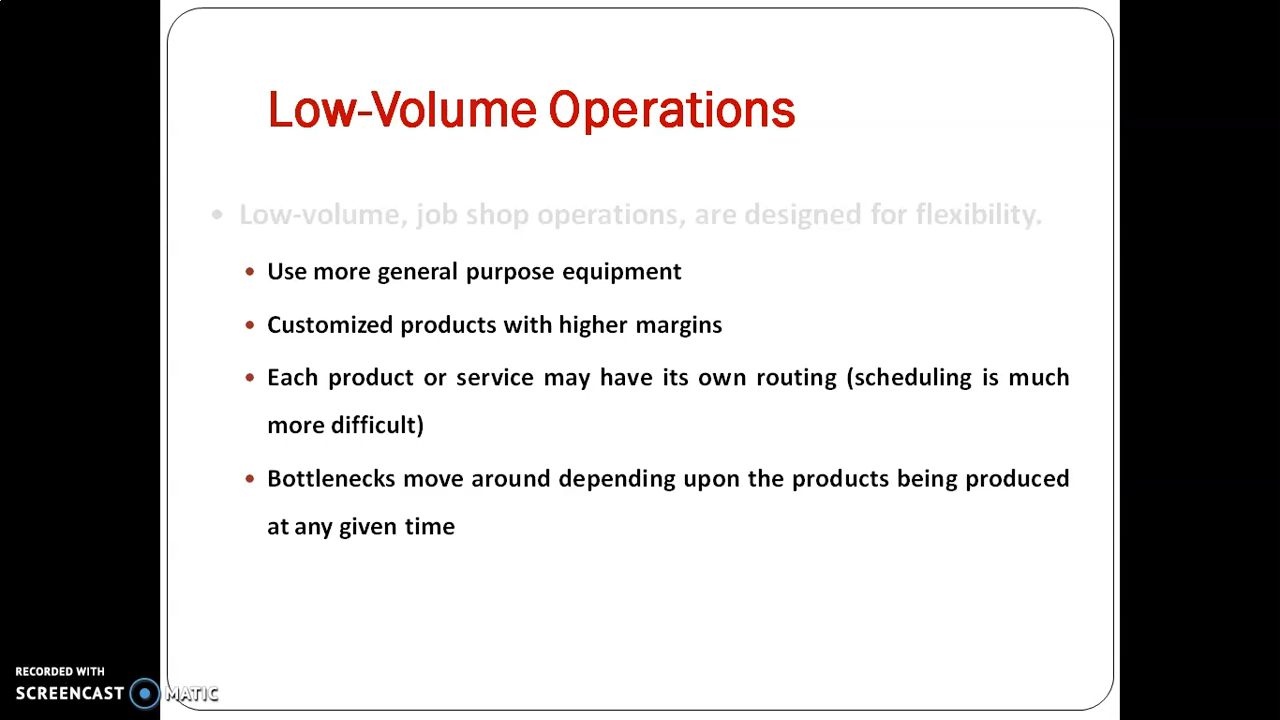 Low-Volume Operations
• Low-volume, job shop operations, are designed for flexibility.
• Use more general purpose equipment
• Customized products with higher margins
• Each product or service may have its own routing (scheduling is much
more difficult)
• Bottlenecks move around depending upon the products being produced
at any given time
RECORDED WITH
SCREENCAST MATIC